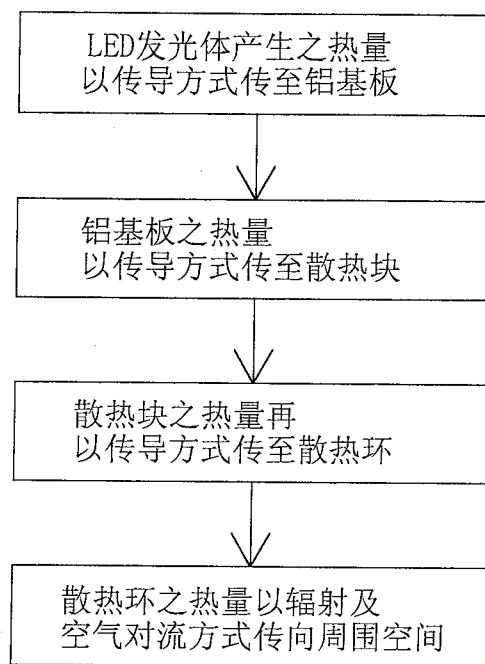 LED发光体产生之热量
以传导方式传至铝基板
铝基板之热量
以传导方式传至散热块
散热块之热量再
以传导方式传至散热环
散热环之热量以辐射及
空气对流方式传向周围空间